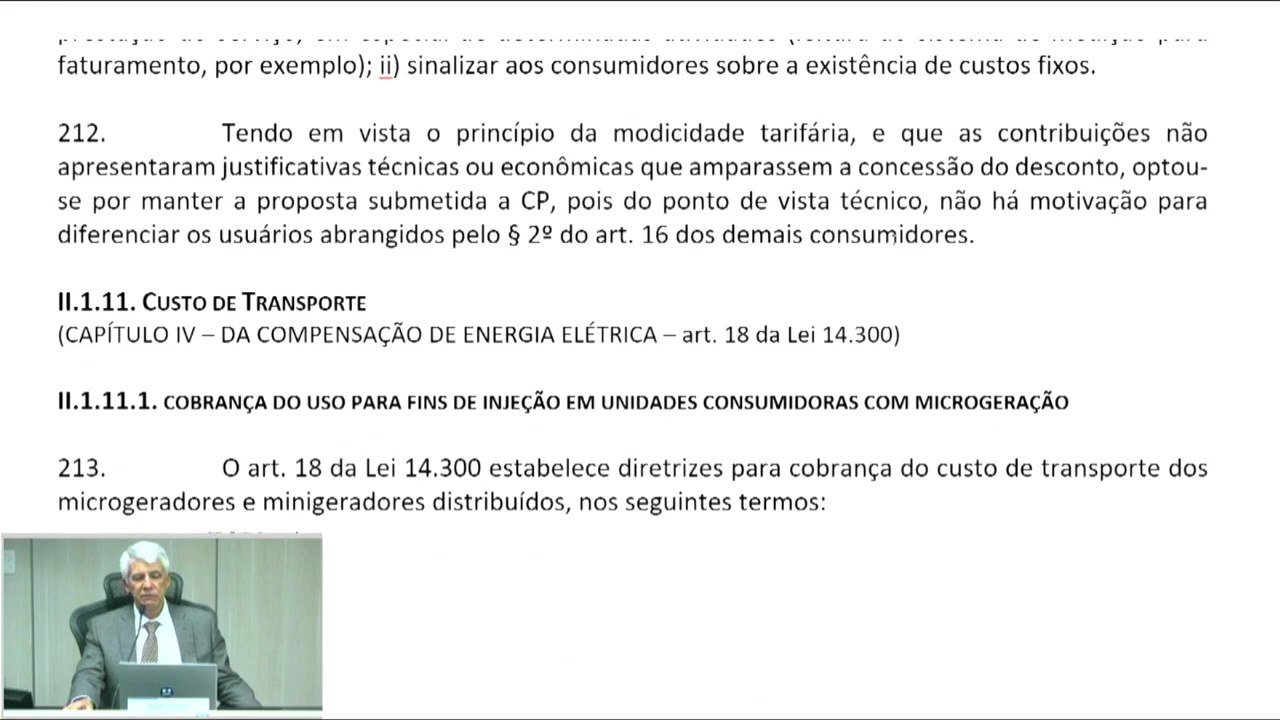 faturamento, por exemplo); ii) sinalizar aos consumidores sobre a existência de custos fixos.
212. Tendo em vista o princípio da modicidade tarifária, e que as contribuições não
apresentaram justificativas técnicas ou econômicas que amparassem a concessão do desconto, optou-
se por manter a proposta submetida a CP, pois do ponto de vista técnico, não há motivação para
diferenciar os usuários abrangidos pelo § 2º do art. 16 dos demais consumidores.
II.1.11. CUSTO DE TRANSPORTE
(CAPÍTULO IV – DA COMPENSAÇÃO DE ENERGIA ELÉTRICA – art. 18 da Lei 14.300)
II.1.11.1. COBRANÇA DO USO PARA FINS DE INJEÇÃO EM UNIDADES CONSUMIDORAS COM MICROGERAÇÃO
213. O art. 18 da Lei 14.300 estabelece diretrizes para cobrança do custo de transporte dos
microgeradores e minigeradores distribuídos, nos seguintes termos: